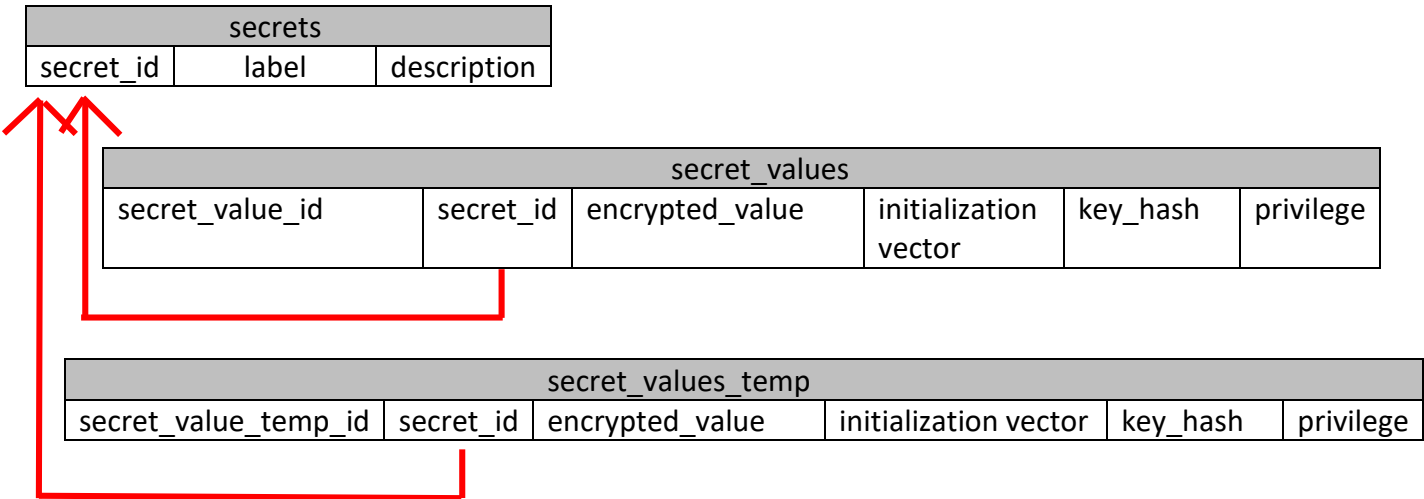 secrets
secret_id label description
secret_values
secret_value_id secret_id encrypted_value initialization key_hash privilege
vector
secret_values_temp
secret_value_temp_id secret_id encrypted_value initialization vector key_hash privilege